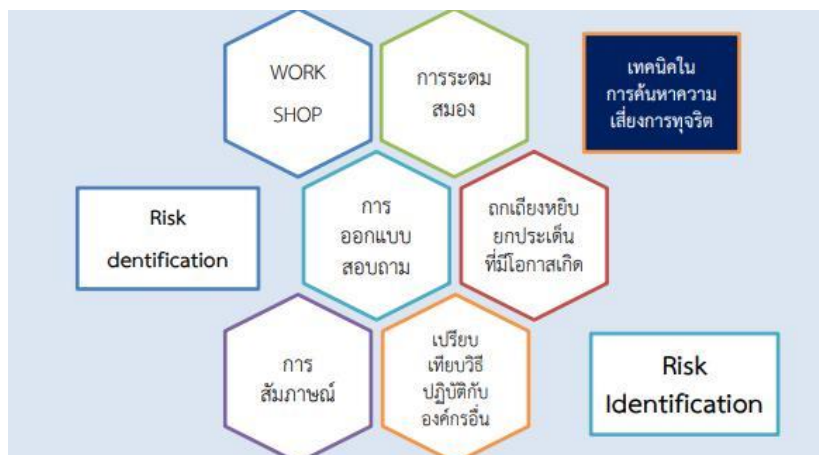 WORK
SHOP
การระดม
สมอง
เทคนิคใน
การค้นหาความ
เสี่ยงการทุจริต
Risk
dentification
การ
ออกแบบ
สอบถาม
ถกเถียงหยิบ
ยกประเด็น
ที่มีโอกาสเกิด
การ
สัมภาษณ์
เปรียบ
เทียบวิธี
ปฏิบัติกับ
องค์กรอื่น
Risk
Identification